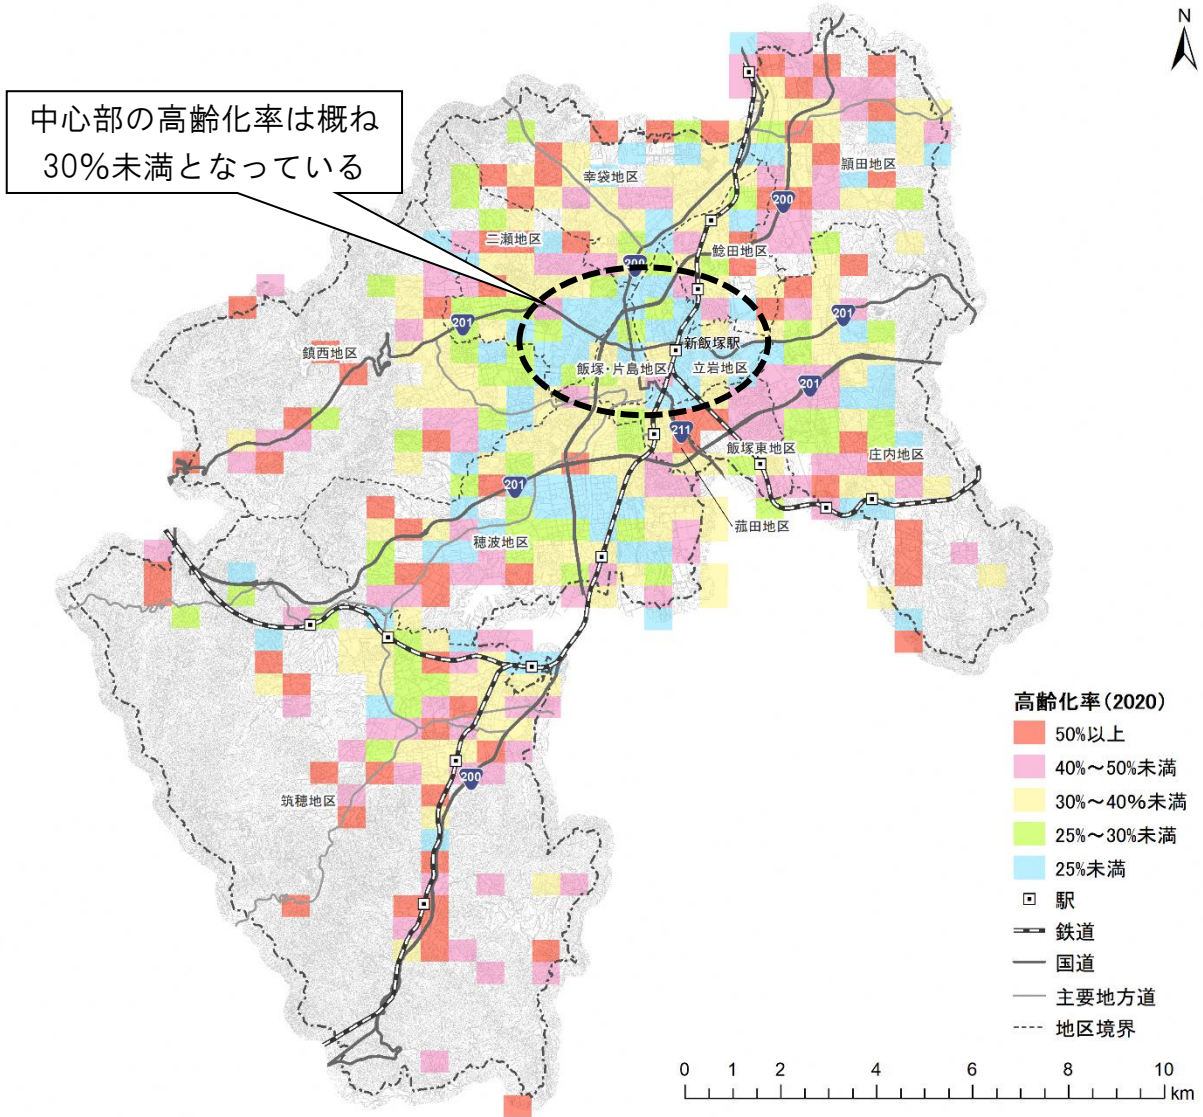 N
中心部の高齢化率は概ね
30%未満となっている
頴田地区
幸袋地区
200
二瀬地区
鯰田地区
200
201
201
新飯塚駅
鎮西地区
飯塚・片島地区
立岩地区
201
211
飯塚東地区
庄内地区
201
菰田地区
穂波地区
高齢化率(2020)
50%以上
40%～50%未満
30%～40%未満
25%～30%未満
25%未満
駅
鉄道
国道
主要地方道
地区境界
200
筑穂地区
0 1 2 4 6 8 10
km